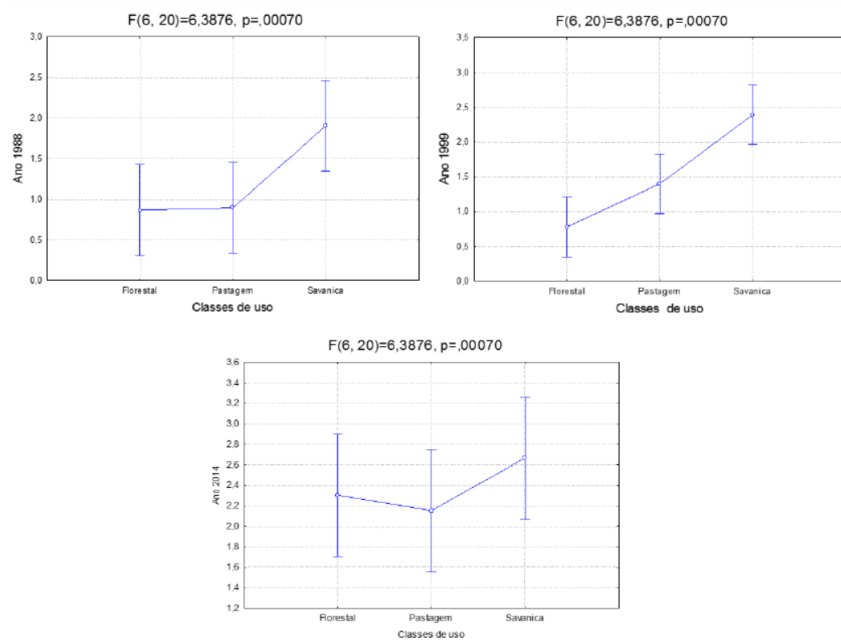 F(6, 20)=6,3876, p=,00070
3,0
2,5
2,0
1,5
1,0
0,5
0,0
Ano 1988
Florestal Pastagem Savanica
Classes de uso
F(6, 20)=6,3876, p=,00070
3,5
3,0
2,5
2,0
1,5
1,0
0,5
0,0
Ano 1999
Florestal Pastagem Savanica
Classes de uso
F(6, 20)=6,3876, p=,00070
3,6
3,4
3,2
3,0
2,8
2,6
2,4
2,2
2,0
1,8
1,6
1,4
1,2
Ano 2014
Florestal Pastagem Savanica
Classes de uso